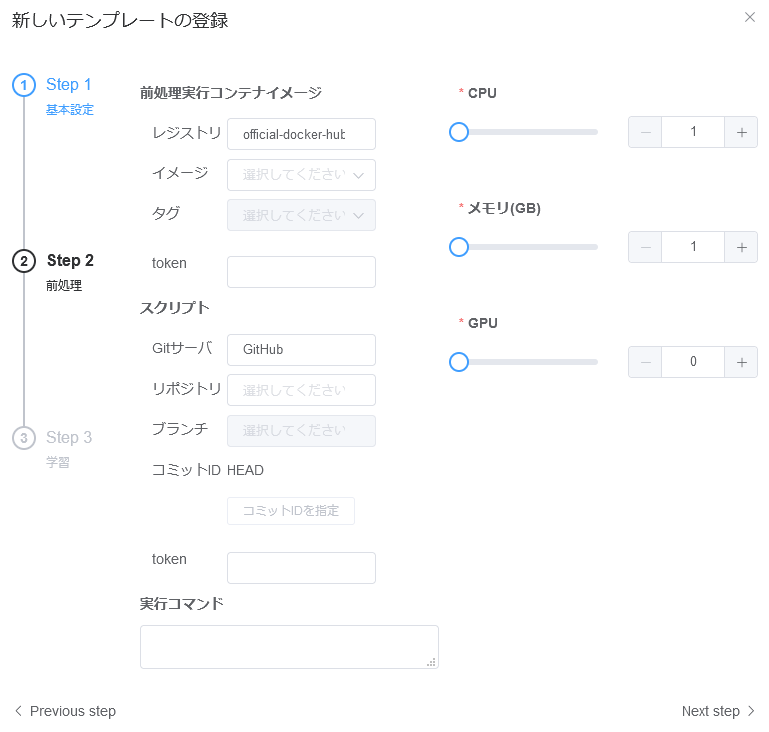 新しいテンプレートの登録
1 Step 1
基本設定
2 Step 2
前処理
3 Step 3
学習
前処理実行コンテナイメージ
レジストリ official-docker-hub
イメージ 選択してください
タグ 選択してください
token
スクリプト
Gitサーバ GitHub
リポジトリ 選択してください
ブランチ 選択してください
コミットID HEAD
コミットIDを指定
token
実行コマンド
* CPU
1
* メモリ(GB)
1
* GPU
0
Previous step
Next step